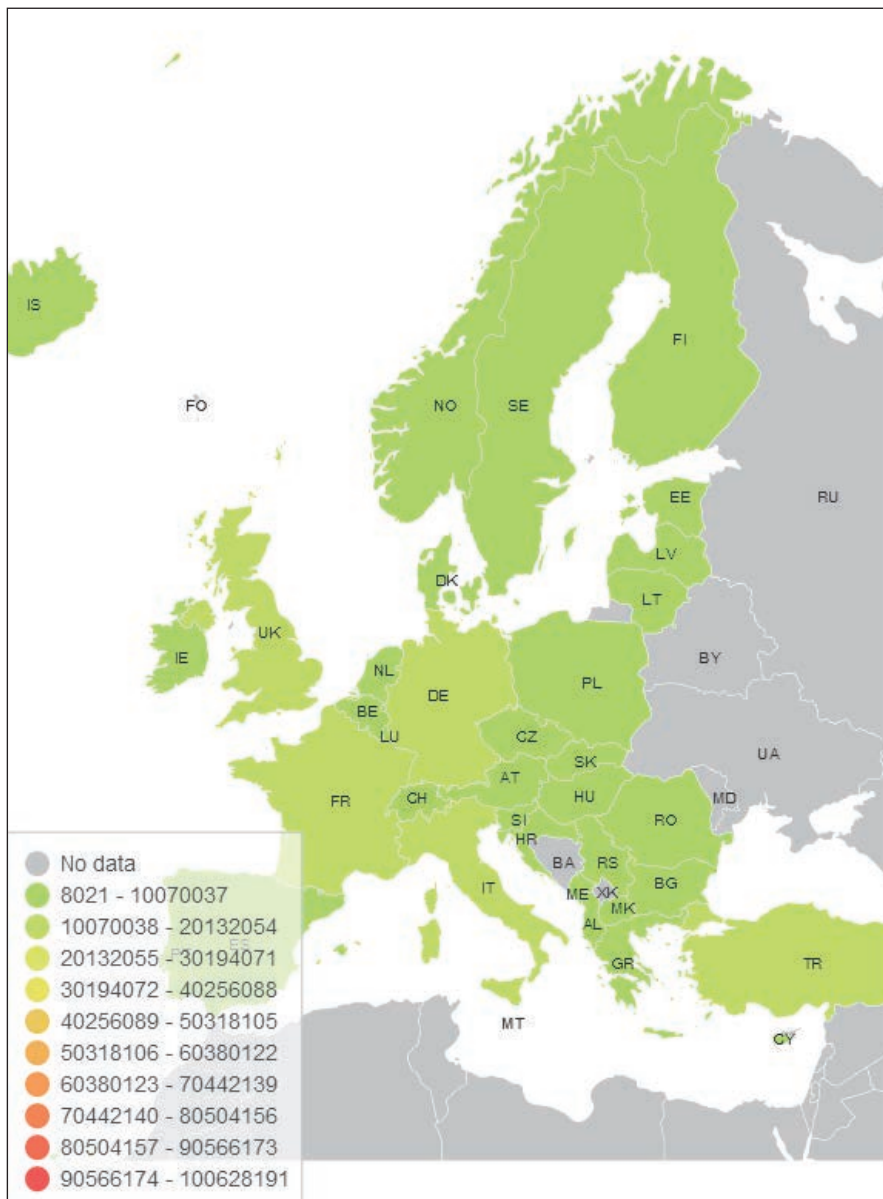 IS
FI
FO
NO
SE
EE
RU
LV
DK
LT
UK
IE
BY
NL
PL
DE
BE
CZ
LU
UA
SK
AT
MD
CH
HU
FR
RO
SI
HR
BA
RS
IT
BG
ME
XK
MK
AL
ES
PT
GR
TR
MT
CY
No data
8021 - 10070037
10070038 - 20132054
20132055 - 30194071
30194072 - 40256088
40256089 - 50318105
50318106 - 60380122
60380123 - 70442139
70442140 - 80504156
80504157 - 90566173
90566174 - 100628191